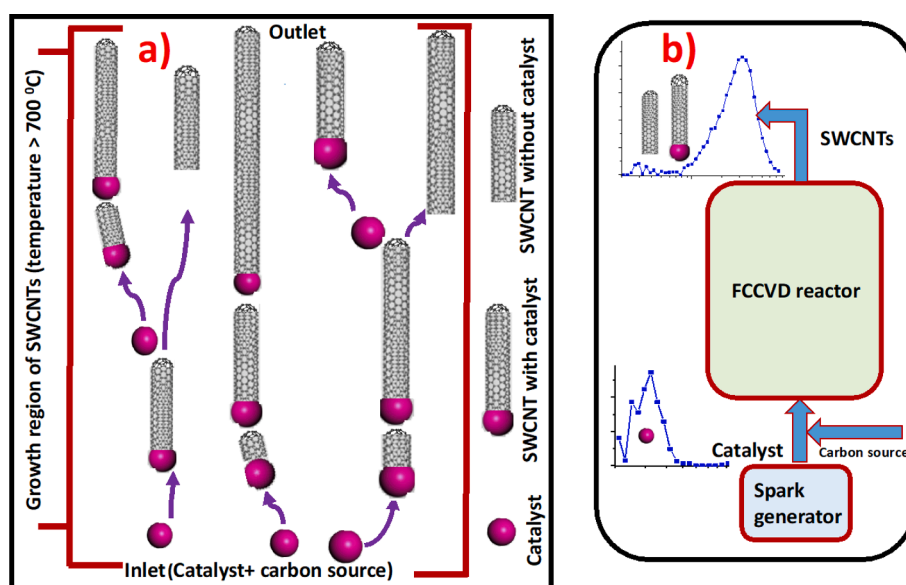 a)
Outlet
Growth region of SWCNTs (temperature > 700 ⁰C)
Inlet (Catalyst+ carbon source)
SWCNT without catalyst
SWCNT with catalyst
Catalyst
b)
SWCNTs
FCCVD reactor
Catalyst
Carbon source
Spark
generator